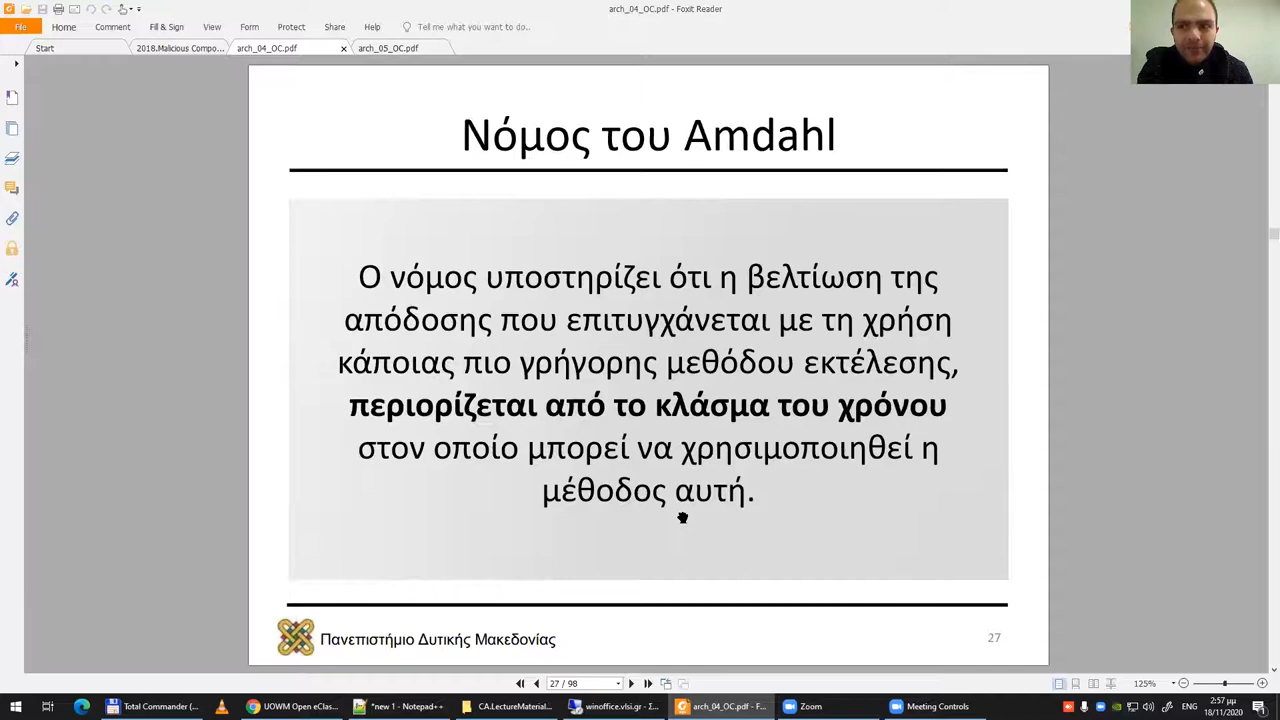 arch_04_OC.pdf - Foxit Reader
File Home Comment Fill & Sign View Form Protect Share Help Tell me what you want to do...
Start 2018.Malicious Compo... arch_04_OC.pdf arch_05_OC.pdf
Νόμος του Amdahl
Ο νόμος υποστηρίζει ότι η βελτίωση της
απόδοσης που επιτυγχάνεται με τη χρήση
κάποιας πιο γρήγορης μεθόδου εκτέλεσης,
περιορίζεται από το κλάσμα του χρόνου
στον οποίο μπορεί να χρησιμοποιηθεί η
μέθοδος αυτή.
Πανεπιστήμιο Δυτικής Μακεδονίας
27
27 / 98
125%
Total Commander (... UOWM Open eClass... *new 1 - Notepad++ CA.LectureMaterial... winoffice.vlsi.gr - Σ... arch_04_OC.pdf - F... Zoom Meeting Controls
2:57 μμ
18/11/2020